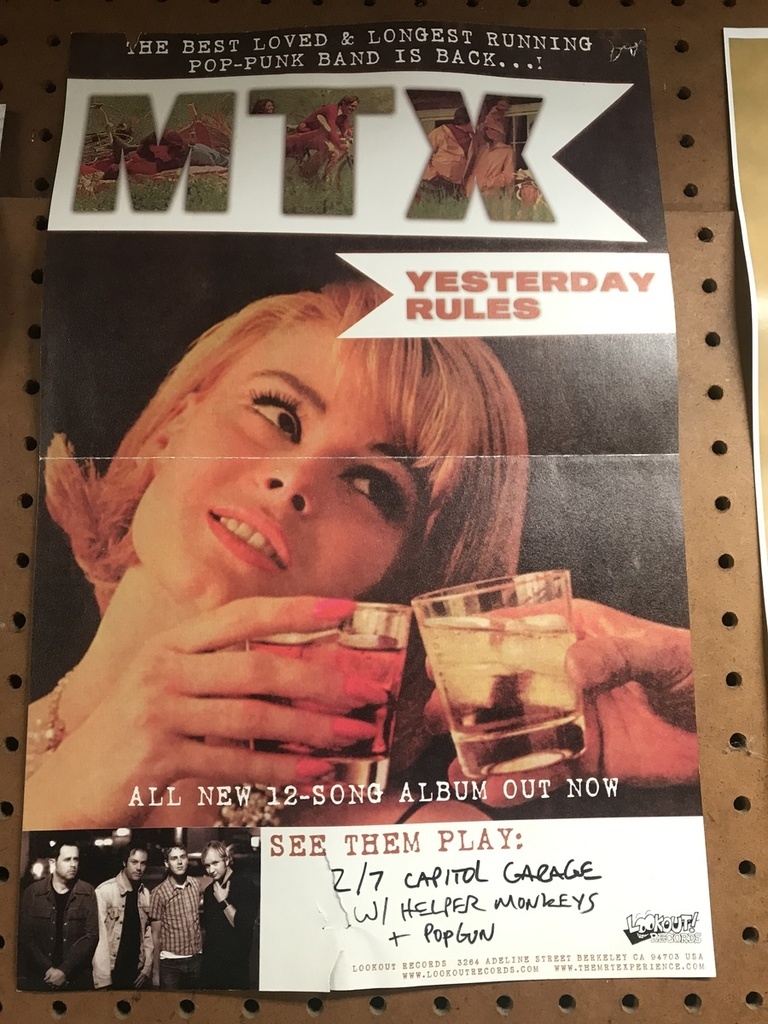 THE BEST LOVED & LONGEST RUNNING
POP-PUNK BAND IS BACK...!
MTX
YESTERDAY
RULES
ALL NEW 12-SONG ALBUM OUT NOW
SEE THEM PLAY:
2/7 CAPITOL GARAGE
W/ HELPER MONKEYS
+ POPGUN
LOOKOUT!
RECORDS
LOOKOUT RECORDS 3264 ADELINE STREET BERKELEY CA 94703 USA
WWW.LOOKOUTRECORDS.COM WWW.THEMRTEXPERIENCE.COM